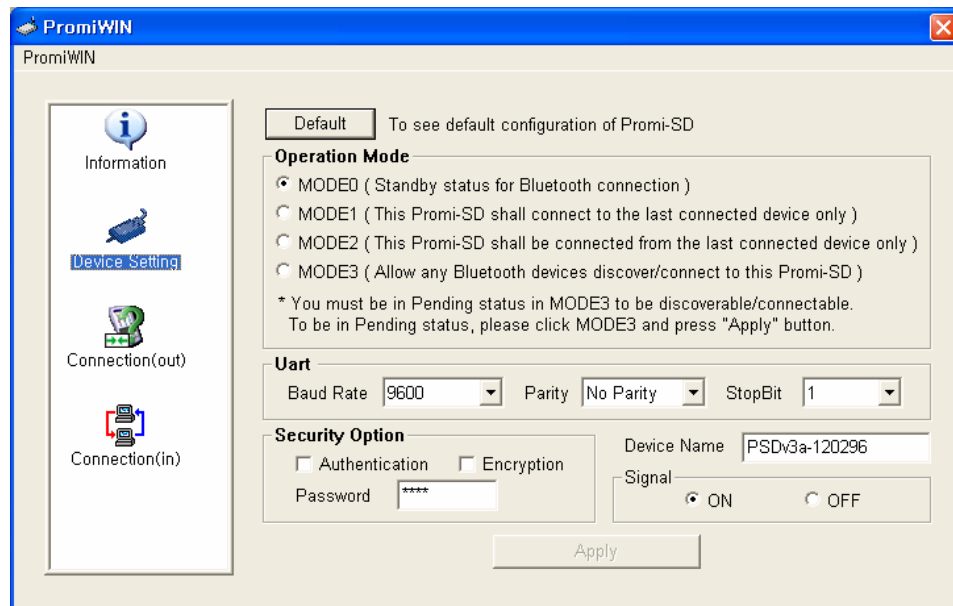 PromiWIN
PromiWIN
Information
Device Setting
Connection(out)
Connection(in)
Default To see default configuration of Promi-SD
Operation Mode
MODE0 ( Standby status for Bluetooth connection )
MODE1 ( This Promi-SD shall connect to the last connected device only )
MODE2 ( This Promi-SD shall be connected from the last connected device only )
MODE3 ( Allow any Bluetooth devices discover/connect to this Promi-SD )
* You must be in Pending status in MODE3 to be discoverable/connectable.
To be in Pending status, please click MODE3 and press "Apply" button.
Uart
Baud Rate 9600 Parity No Parity StopBit 1
Security Option
Authentication Encryption
Password ****
Device Name PSDv3a-120296
Signal
ON OFF
Apply